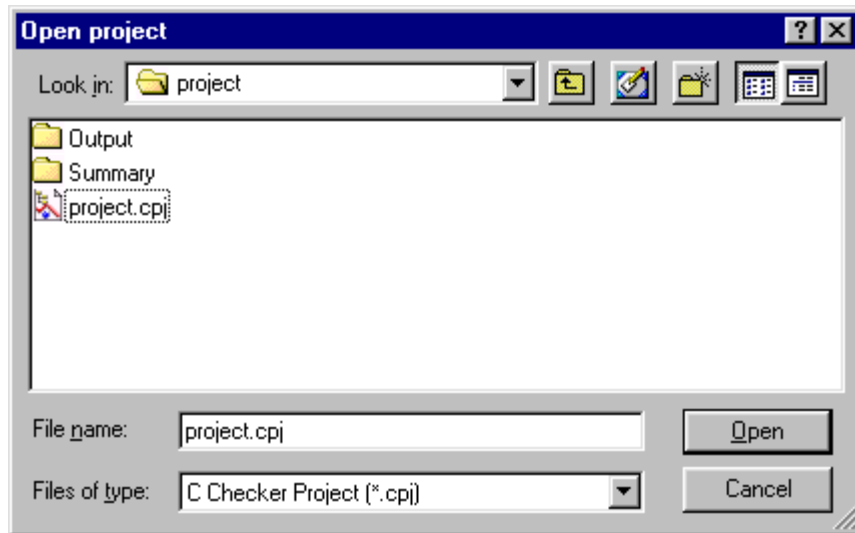 Open project
Look in: project
Output
Summary
project.cpj
File name: project.cpj Open
Files of type: C Checker Project (*.cpj) Cancel